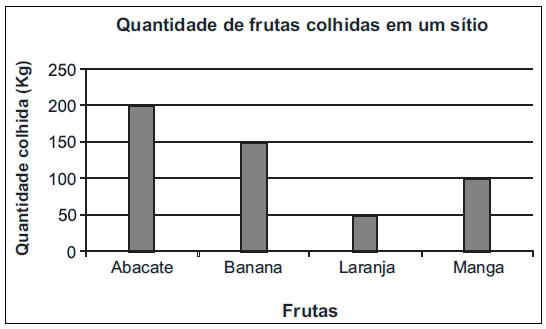 Quantidade de frutas colhidas em um sítio
Quantidade colhida (Kg)
250
200
150
100
50
0
Abacate Banana Laranja Manga
Frutas